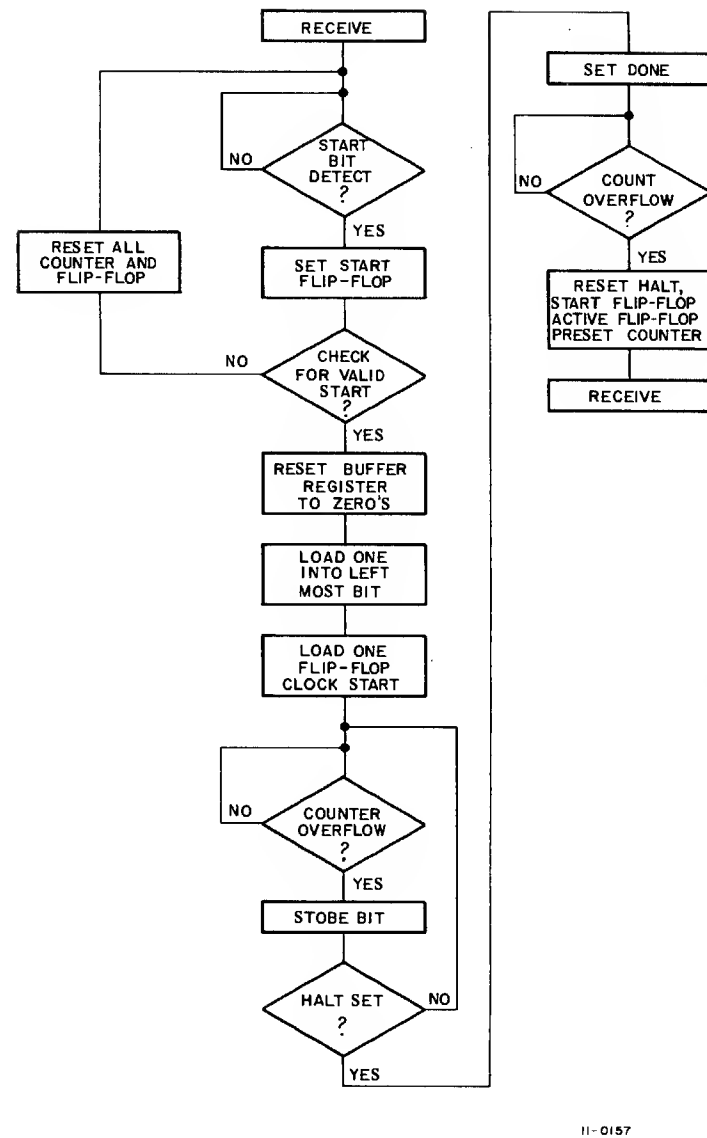 RECEIVE
START
BIT
DETECT
?
NO
YES
RESET ALL
COUNTER AND
FLIP-FLOP
SET START
FLIP-FLOP
CHECK
FOR VALID
START
?
NO
YES
RESET BUFFER
REGISTER
TO ZERO'S
LOAD ONE
INTO LEFT
MOST BIT
LOAD ONE
FLIP-FLOP
CLOCK START
COUNTER
OVERFLOW
?
NO
YES
STOBE BIT
HALT SET
?
NO
YES
SET DONE
COUNT
OVERFLOW
?
NO
YES
RESET HALT,
START FLIP-FLOP
ACTIVE FLIP-FLOP
PRESET COUNTER
RECEIVE
11-0157